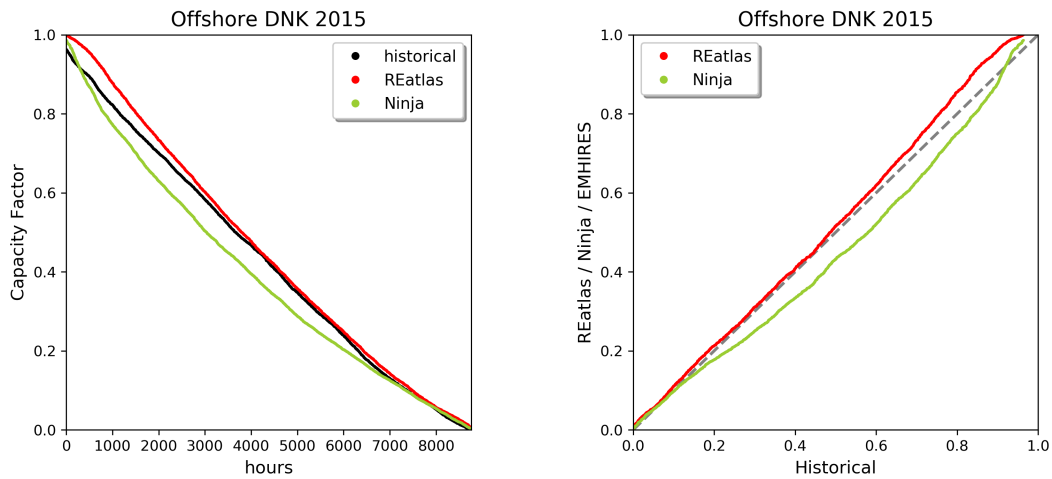 Offshore DNK 2015
1.0
0.8
0.6
0.4
0.2
0.0
Capacity Factor
historical
REatlas
Ninja
0 1000 2000 3000 4000 5000 6000 7000 8000
hours
Offshore DNK 2015
1.0
0.8
0.6
0.4
0.2
0.0
REatlas / Ninja / EMHIRES
REatlas
Ninja
0.0 0.2 0.4 0.6 0.8 1.0
Historical